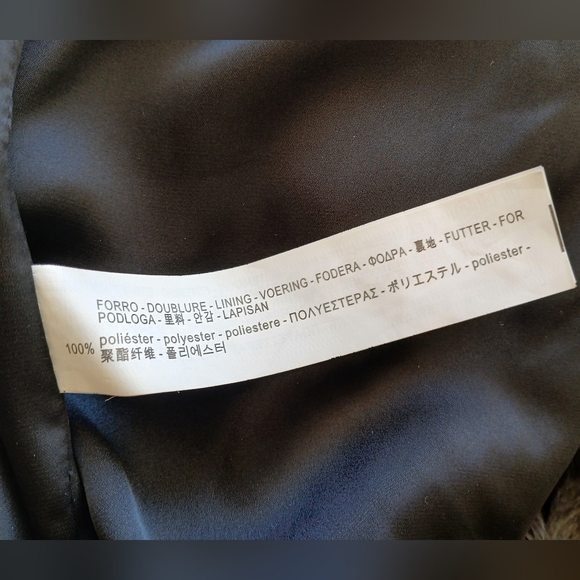 FORRO - DOUBLURE - LINING - VOERING - FODERA - ΦΟΔΡΑ - 裏地 - FUTTER - FOR
PODLOGA - 里料 - 안감 - LAPISAN
100% poliéster - polyester - poliestere - ΠΟΛΥΕΣΤΕΡΑΣ - ポリエステル - poliester -
聚酯纤维 - 폴리에스터